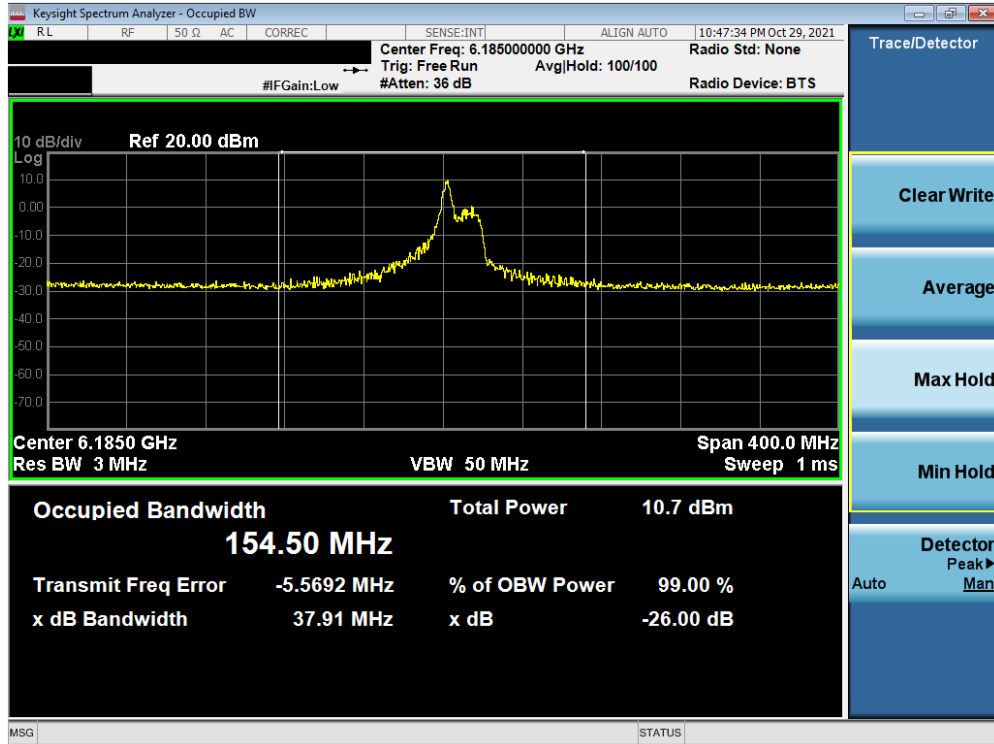 Keysight Spectrum Analyzer - Occupied BW
LXI RL RF 50 Ω AC CORREC SENSE:INT ALIGN AUTO 10:47:34 PM Oct 29, 2021
Center Freq: 6.185000000 GHz Radio Std: None
Trig: Free Run Avg|Hold: 100/100
#IFGain:Low #Atten: 36 dB Radio Device: BTS
10 dB/div Ref 20.00 dBm
Log
10.0
0.00
-10.0
-20.0
-30.0
-40.0
-50.0
-60.0
-70.0
Center 6.1850 GHz Span 400.0 MHz
Res BW 3 MHz VBW 50 MHz Sweep 1 ms
Occupied Bandwidth Total Power 10.7 dBm
154.50 MHz
Transmit Freq Error -5.5692 MHz % of OBW Power 99.00 %
x dB Bandwidth 37.91 MHz x dB -26.00 dB
MSG STATUS
Trace/Detector
Clear Write
Average
Max Hold
Min Hold
Detector
Peak▶
Auto Man